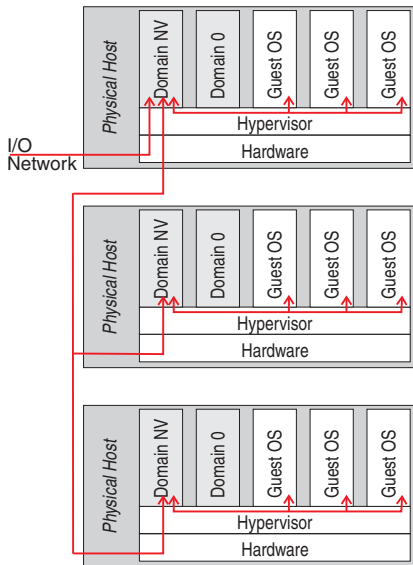 Physical Host
Domain NV
Domain 0
Guest OS
Guest OS
Guest OS
Hypervisor
Hardware
I/O
Network
Physical Host
Domain NV
Domain 0
Guest OS
Guest OS
Guest OS
Hypervisor
Hardware
Physical Host
Domain NV
Domain 0
Guest OS
Guest OS
Guest OS
Hypervisor
Hardware